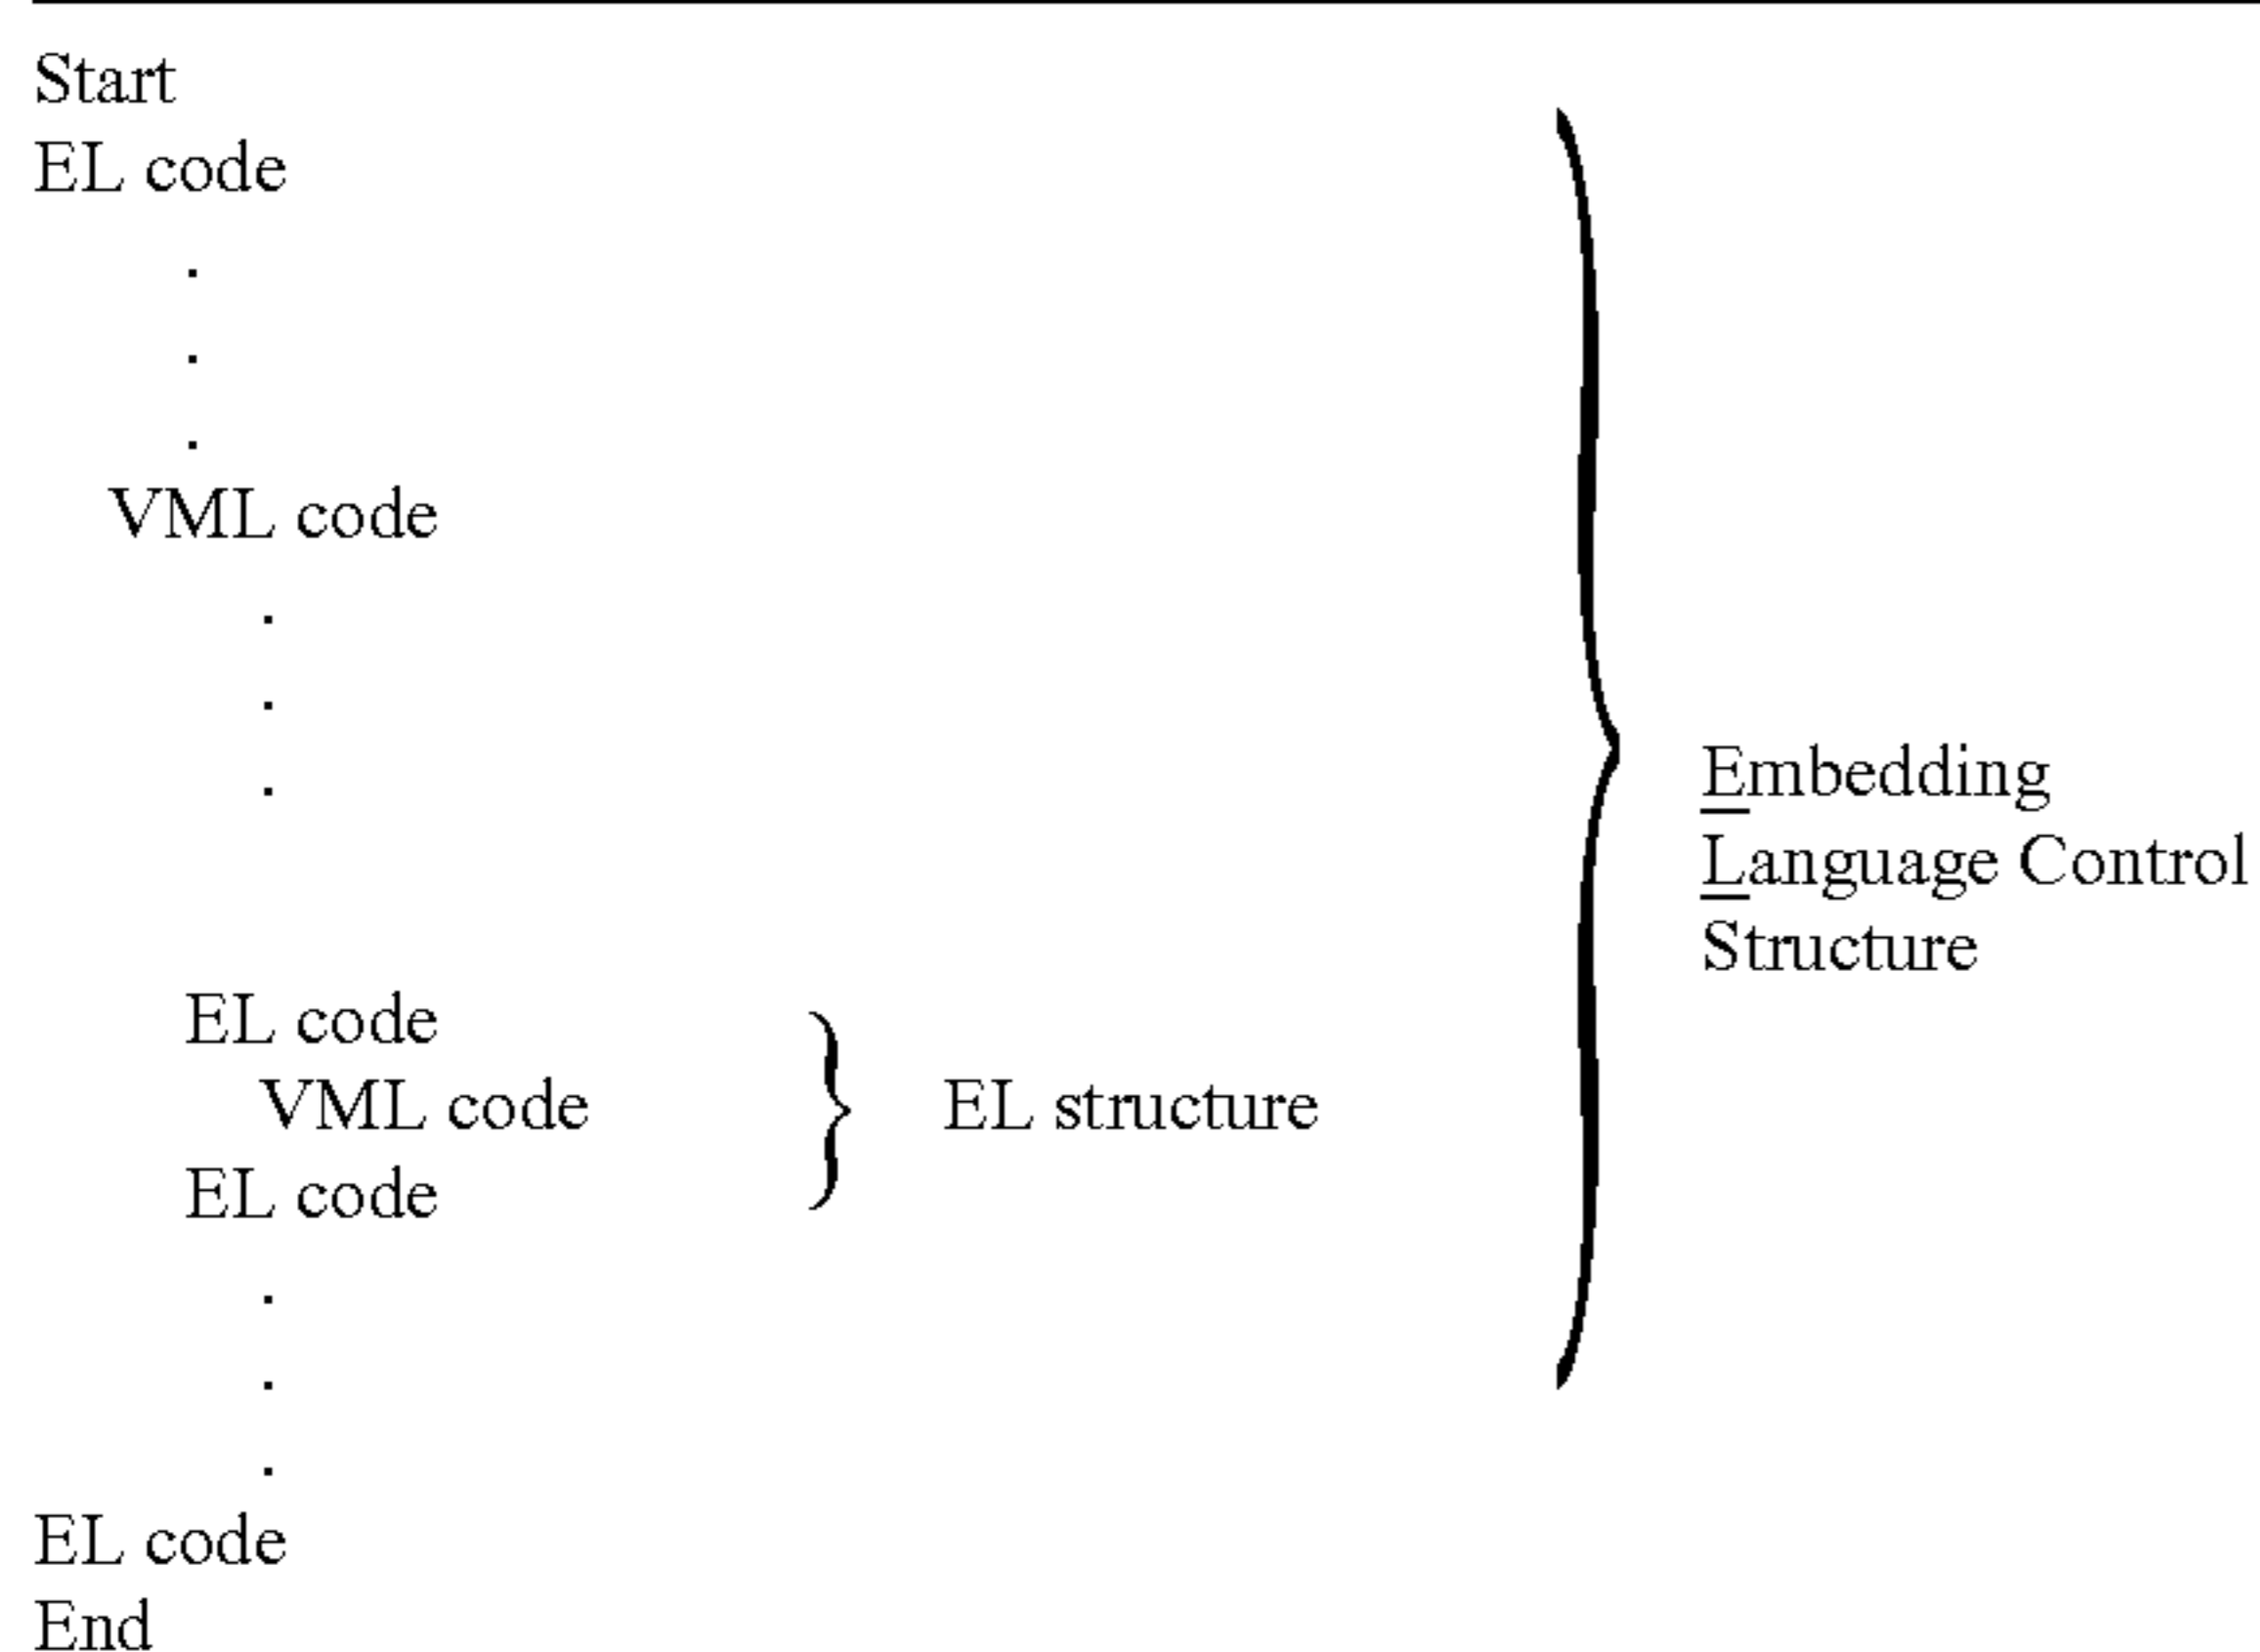 Start
EL code
.
.
.
VML code
.
.
.
Embedding
Language Control
Structure
EL code
VML code
EL structure
EL code
.
.
.
EL code
End